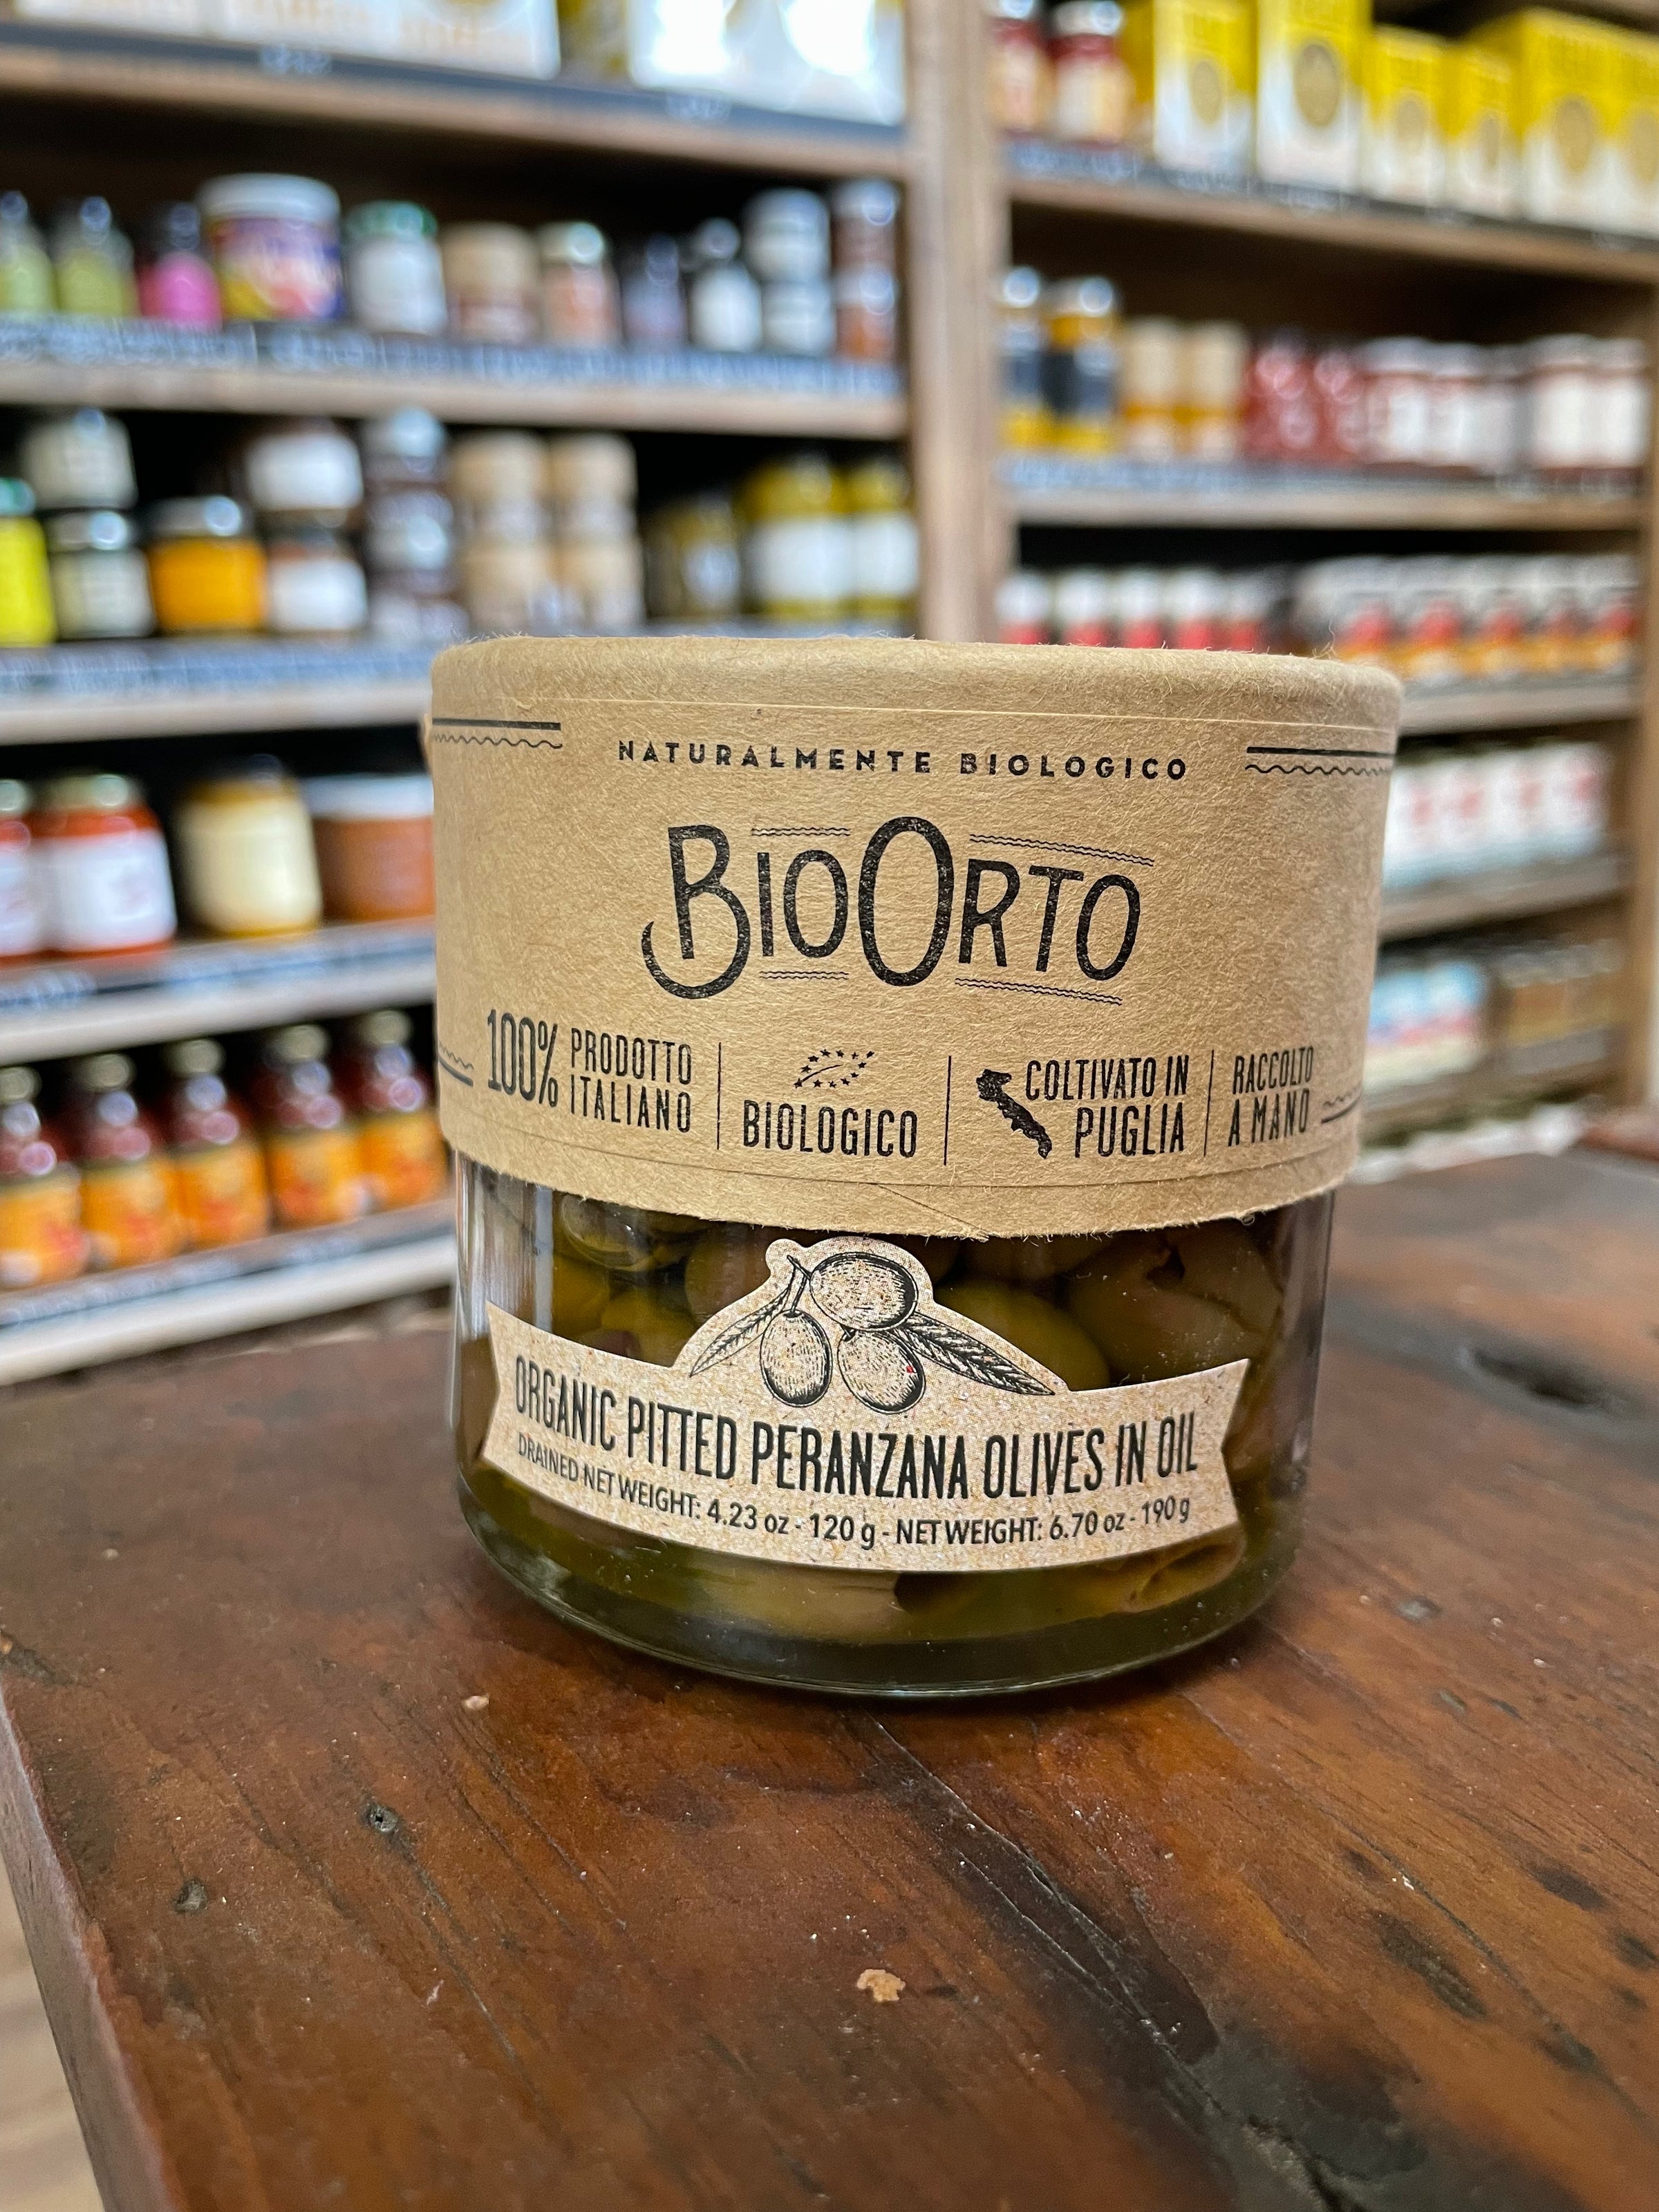 NATURALMENTE BIOLOGICO
BIOORTO
100% PRODOTTO
ITALIANO
BIOLOGICO
COLTIVATO IN
PUGLIA
RACCOLTO
A MANO
ORGANIC PITTED PERANZANA OLIVES IN OIL
DRAINED NET WEIGHT: 4.23 oz - 120 g - NET WEIGHT: 6.70 oz - 190 g